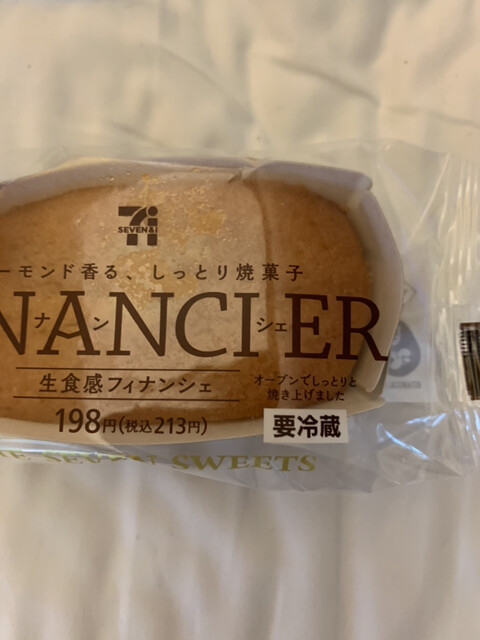 SEVEN&i
ーモンド香る、しっとり焼菓子
NANCIER
ナンシェ
生食感フィナンシェ
オーブンでしっとりと
焼き上げました
198円(税込213円)
要冷蔵
SEVEN SWEETS